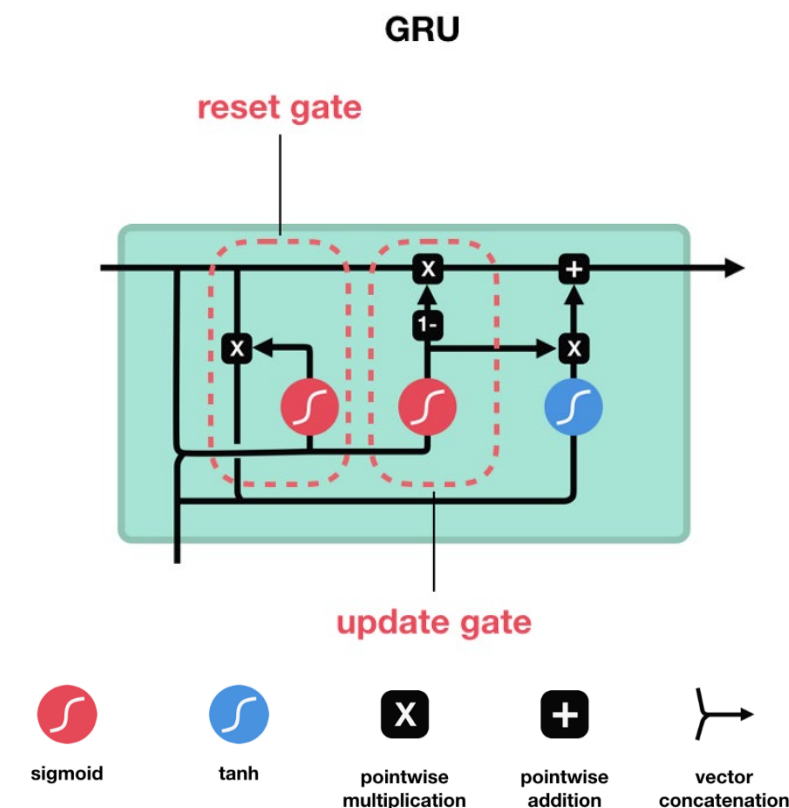 GRU
reset gate
X
+
1-
X
X
update gate
X
+
sigmoid
tanh
pointwise
multiplication
pointwise
addition
vector
concatenation